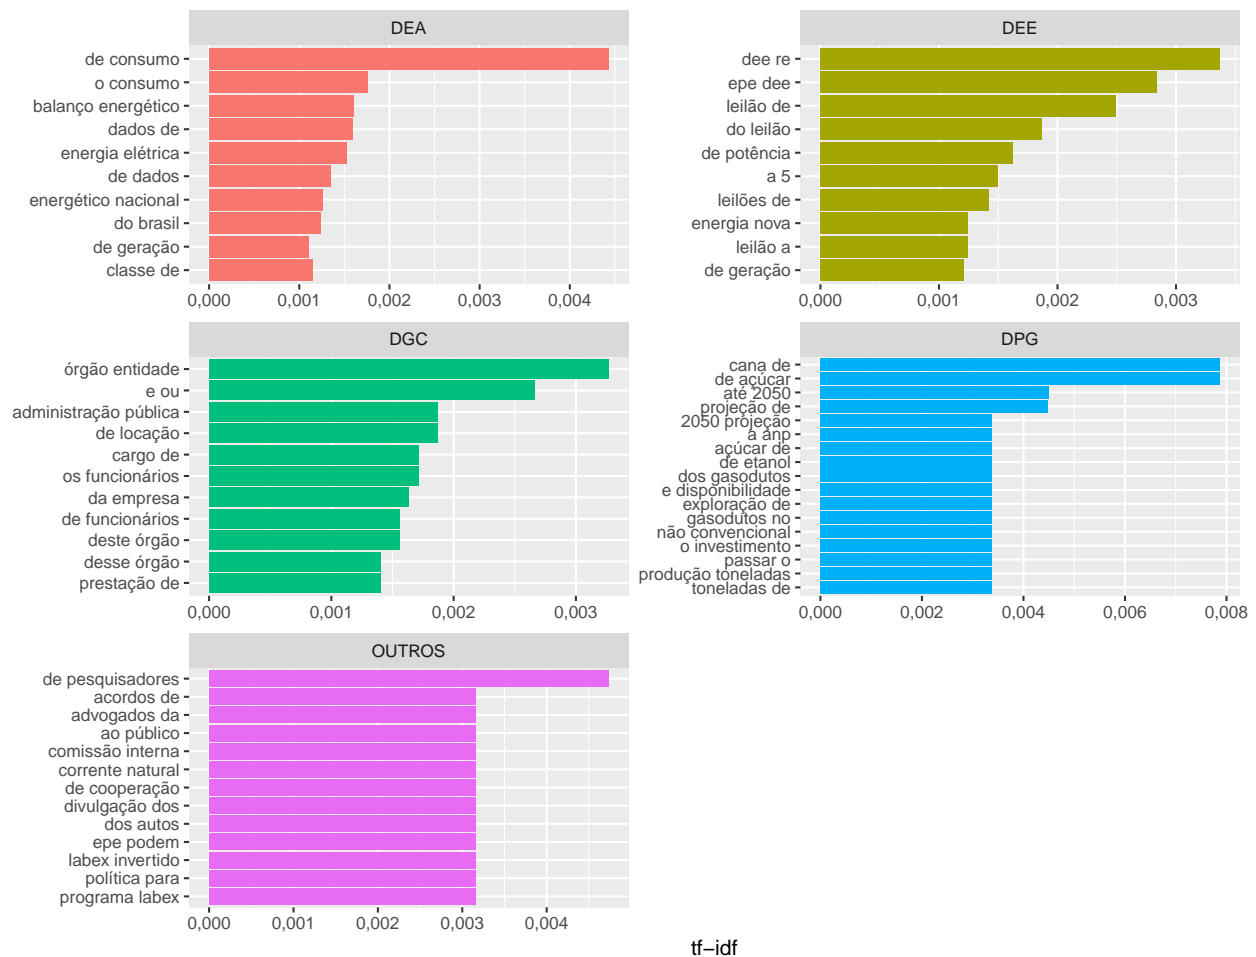 DEA
de consumo
o consumo
balanço energético
dados de
energia elétrica
de dados
energético nacional
do brasil
de geração
classe de
0,000 0,001 0,002 0,003 0,004
DEE
dee re
epe dee
leilão de
do leilão
de potência
a 5
leilões de
energia nova
leilão a
de geração
0,000 0,001 0,002 0,003
DGC
órgão entidade
e ou
administração pública
de locação
cargo de
os funcionários
da empresa
de funcionários
deste órgão
desse órgão
prestação de
0,000 0,001 0,002 0,003
DPG
cana de
de açúcar
até 2050
projeção de
2050 projeção
a anp
açúcar de
de etanol
dos gasodutos
e disponibilidade
exploração de
gasodutos no
não convencional
o investimento
passar o
produção toneladas
toneladas de
0,000 0,002 0,004 0,006 0,008
OUTROS
de pesquisadores
acordos de
advogados da
ao público
comissão interna
corrente natural
de cooperação
divulgação dos
dos autos
epe podem
labex invertido
política para
programa labex
0,000 0,001 0,002 0,003 0,004
tf−idf